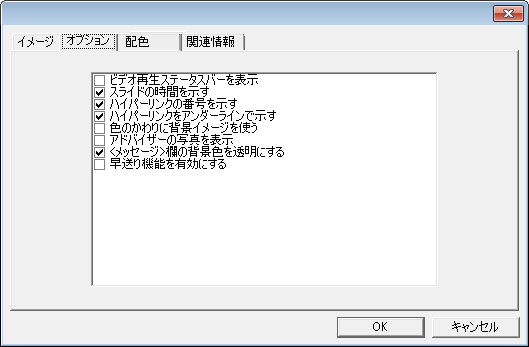 イメージ オプション 配色 関連情報
ビデオ再生ステータスバーを表示
スライドの時間を示す
ハイパーリンクの番号を示す
ハイパーリンクをアンダーラインで示す
色のかわりに背景イメージを使う
アドバイザーの写真を表示
<メッセージ>欄の背景色を透明にする
早送り機能を有効にする
OK キャンセル